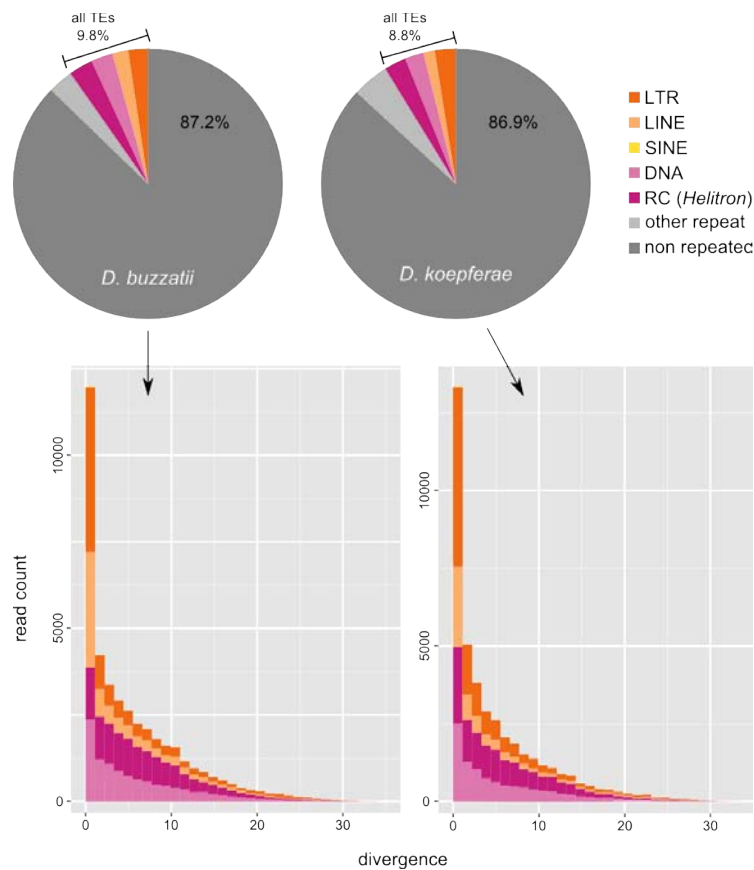 all TEs
9.8%
all TEs
8.8%
87.2%
86.9%
D. buzzatii
D. koepferae
LTR
LINE
SINE
DNA
RC (Helitron)
other repeat
non repeated
read count
0
5000
10000
0
10
20
30
0
5000
10000
0
10
20
30
divergence